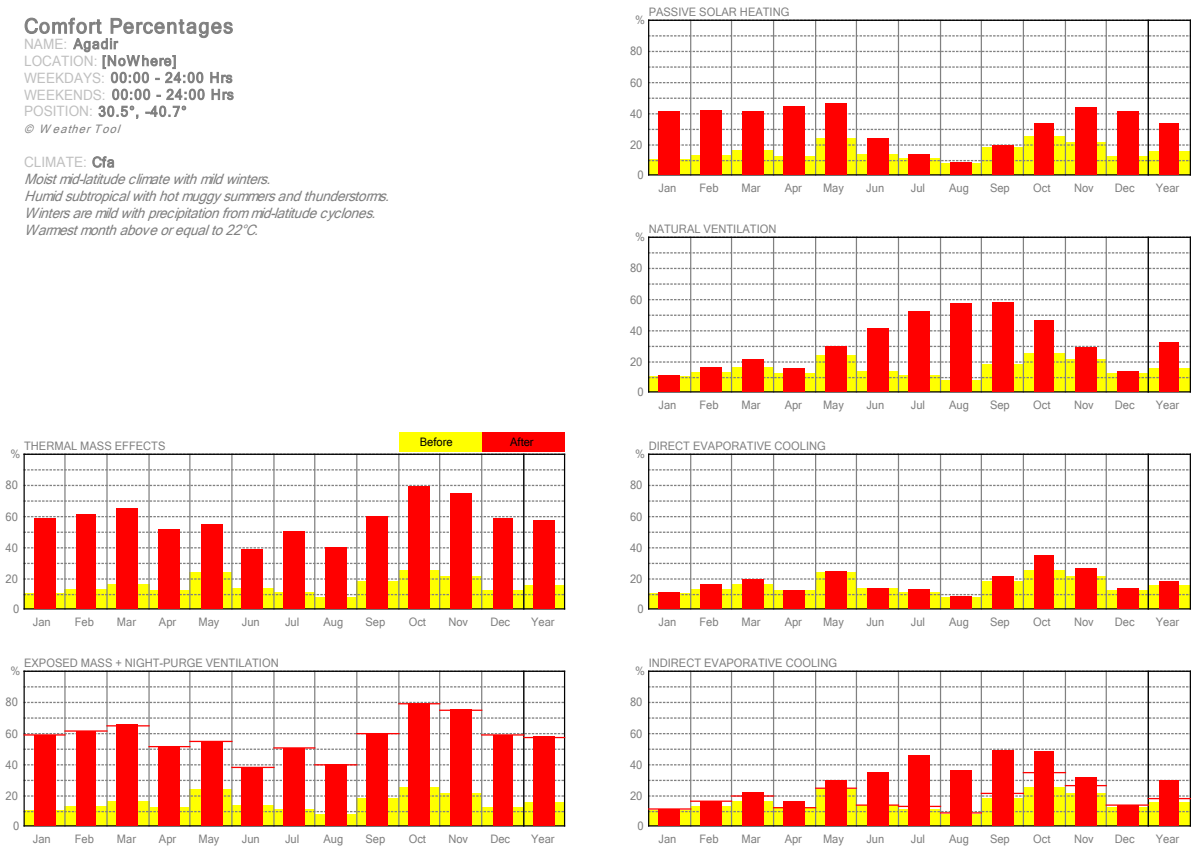 Comfort Percentages
NAME: Agadir
LOCATION: [NoWhere]
WEEKDAYS: 00:00 - 24:00 Hrs
WEEKENDS: 00:00 - 24:00 Hrs
POSITION: 30.5°, -40.7°
© Weather Tool
CLIMATE: Cfa
Moist mid-latitude climate with mild winters.
Humid subtropical with hot muggy summers and thunderstorms.
Winters are mild with precipitation from mid-latitude cyclones.
Warmest month above or equal to 22°C.
PASSIVE SOLAR HEATING
%
80
60
40
20
0
Jan Feb Mar Apr May Jun Jul Aug Sep Oct Nov Dec Year
NATURAL VENTILATION
%
80
60
40
20
0
Jan Feb Mar Apr May Jun Jul Aug Sep Oct Nov Dec Year
THERMAL MASS EFFECTS
Before After
%
80
60
40
20
0
Jan Feb Mar Apr May Jun Jul Aug Sep Oct Nov Dec Year
DIRECT EVAPORATIVE COOLING
%
80
60
40
20
0
Jan Feb Mar Apr May Jun Jul Aug Sep Oct Nov Dec Year
EXPOSED MASS + NIGHT-PURGE VENTILATION
%
80
60
40
20
0
Jan Feb Mar Apr May Jun Jul Aug Sep Oct Nov Dec Year
INDIRECT EVAPORATIVE COOLING
%
80
60
40
20
0
Jan Feb Mar Apr May Jun Jul Aug Sep Oct Nov Dec Year